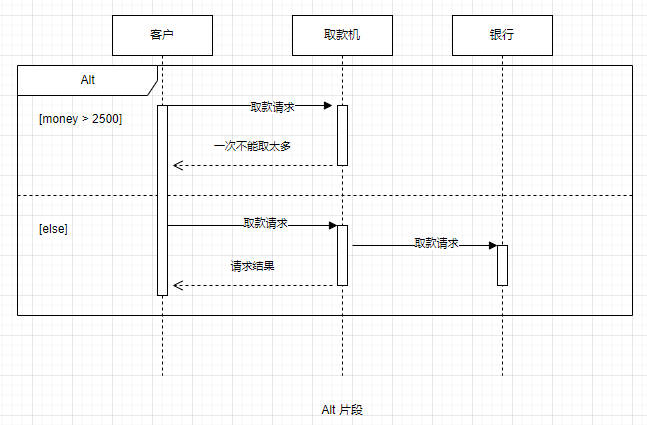 客户
取款机
银行
Alt
[money > 2500]
取款请求
一次不能取太多
[else]
取款请求
取款请求
请求结果
Alt 片段